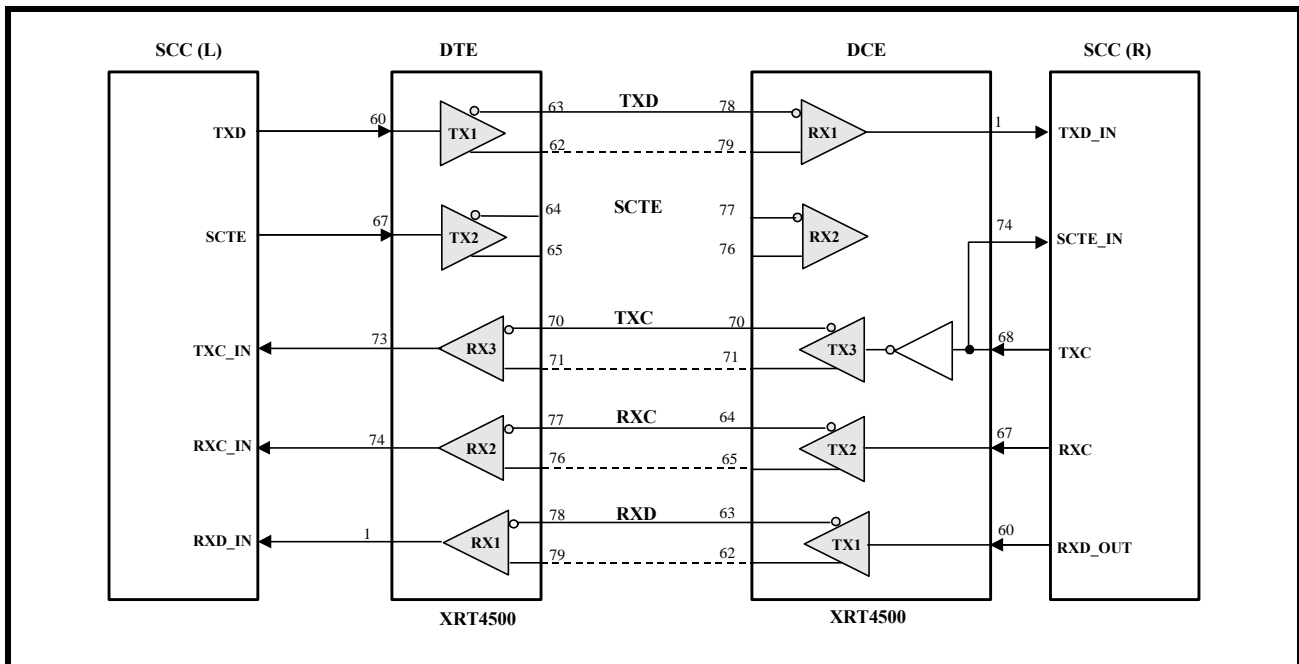 SCC (L) DTE DCE SCC (R)
63 TXD 78
TXD 60 TX1 RX1 1 TXD_IN
62 79
64 SCTE 77
SCTE 67 TX2 RX2 74 SCTE_IN
65 76
70 TXC 70
TXC_IN 73 RX3 TX3 68 TXC
71 71
77 RXC 64
RXC_IN 74 RX2 TX2 67 RXC
76 65
78 RXD 63
RXD_IN 1 RX1 TX1 60 RXD_OUT
79 62
XRT4500 XRT4500